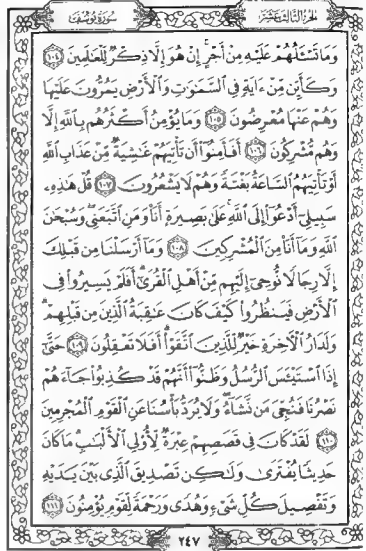 سورة يوسف
الجزء الثالث عشر
وَمَا تَسْـَٔلُهُمْ عَلَيْهِ مِنْ أَجْرٍ ۚ إِنْ هُوَ إِلَّا ذِكْرٌ لِّلْعَٰلَمِينَ ١٠٤
وَكَأَيِّن مِّنْ ءَايَةٍ فِى ٱلسَّمَٰوَٰتِ وَٱلْأَرْضِ يَمُرُّونَ عَلَيْهَا
وَهُمْ عَنْهَا مُعْرِضُونَ ١٠٥ وَمَا يُؤْمِنُ أَكْثَرُهُم بِٱللَّهِ إِلَّا
وَهُم مُّشْرِكُونَ ١٠٦ أَفَأَمِنُوٓا۟ أَن تَأْتِيَهُمْ غَٰشِيَةٌ مِّنْ عَذَابِ ٱللَّهِ
أَوْ تَأْتِيَهُمُ ٱلسَّاعَةُ بَغْتَةً وَهُمْ لَا يَشْعُرُونَ ١٠٧ قُلْ هَٰذِهِۦ
سَبِيلِىٓ أَدْعُوٓا۟ إِلَى ٱللَّهِ ۚ عَلَىٰ بَصِيرَةٍ أَنَا۠ وَمَنِ ٱتَّبَعَنِى ۖ وَسُبْحَٰنَ
ٱللَّهِ وَمَآ أَنَا۠ مِنَ ٱلْمُشْرِكِينَ ١٠٨ وَمَآ أَرْسَلْنَا مِن قَبْلِكَ
إِلَّا رِجَالًا نُّوحِىٓ إِلَيْهِم مِّنْ أَهْلِ ٱلْقُرَىٰٓ ۗ أَفَلَمْ يَسِيرُوا۟ فِى
ٱلْأَرْضِ فَيَنظُرُوا۟ كَيْفَ كَانَ عَٰقِبَةُ ٱلَّذِينَ مِن قَبْلِهِمْ ۗ
وَلَدَارُ ٱلْءَاخِرَةِ خَيْرٌ لِّلَّذِينَ ٱتَّقَوْا۟ ۗ أَفَلَا تَعْقِلُونَ ١٠٩ حَتَّىٰٓ
إِذَا ٱسْتَيْـَٔسَ ٱلرُّسُلُ وَظَنُّوٓا۟ أَنَّهُمْ قَدْ كُذِبُوا۟ جَآءَهُمْ
نَصْرُنَا فَنُجِّىَ مَن نَّشَآءُ ۖ وَلَا يُرَدُّ بَأْسُنَا عَنِ ٱلْقَوْمِ ٱلْمُجْرِمِينَ
١١٠ لَقَدْ كَانَ فِى قَصَصِهِمْ عِبْرَةٌ لِّأُو۟لِى ٱلْأَلْبَٰبِ ۗ مَا كَانَ
حَدِيثًا يُفْتَرَىٰ وَلَٰكِن تَصْدِيقَ ٱلَّذِى بَيْنَ يَدَيْهِ
وَتَفْصِيلَ كُلِّ شَىْءٍ وَهُدًى وَرَحْمَةً لِّقَوْمٍ يُؤْمِنُونَ ١١١
٢٤٧